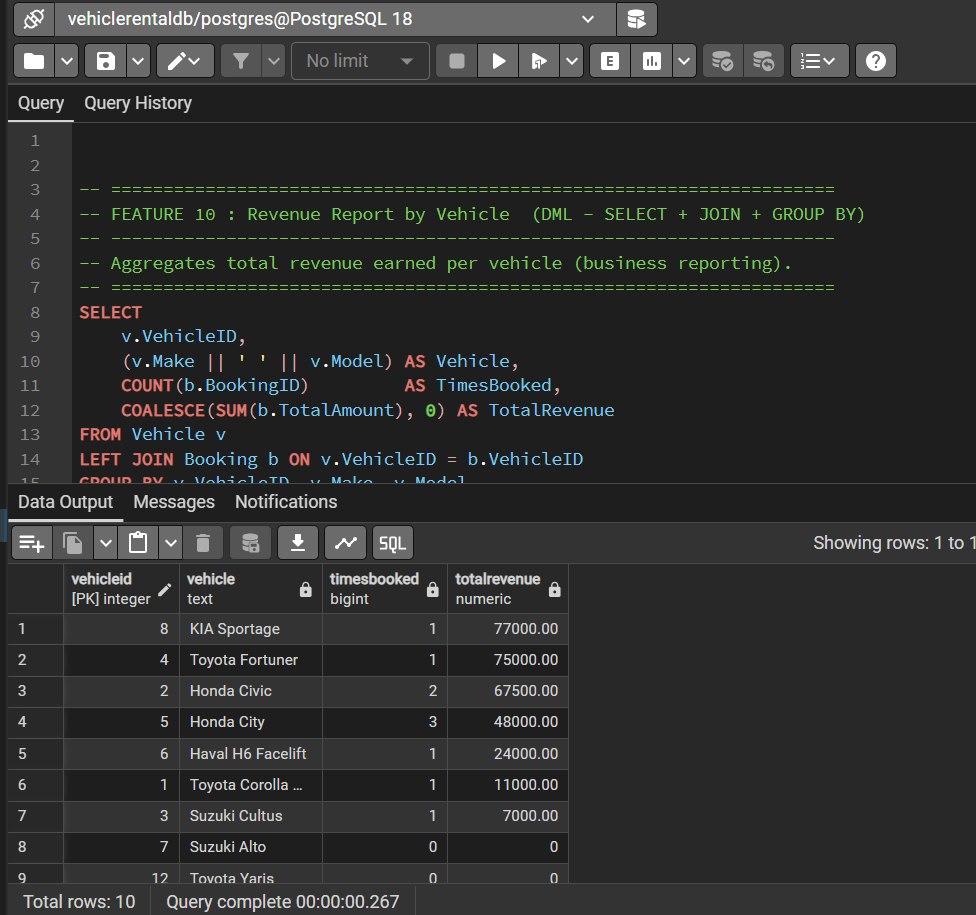 vehiclerentaldb/postgres@PostgreSQL 18
No limit
E
Query Query History
1
2
3 -- =====================================================================
4 -- FEATURE 10 : Revenue Report by Vehicle (DML - SELECT + JOIN + GROUP BY)
5 -- ---------------------------------------------------------------------
6 -- Aggregates total revenue earned per vehicle (business reporting).
7 -- =====================================================================
8 SELECT
9 v.VehicleID,
10 (v.Make || ' ' || v.Model) AS Vehicle,
11 COUNT(b.BookingID) AS TimesBooked,
12 COALESCE(SUM(b.TotalAmount), 0) AS TotalRevenue
13 FROM Vehicle v
14 LEFT JOIN Booking b ON v.VehicleID = b.VehicleID
15 GROUP BY v.VehicleID, v.Make, v.Model
Data Output Messages Notifications
SQL
Showing rows: 1 to 1
vehicleid vehicle timesbooked totalrevenue
[PK] integer text bigint numeric
1 8 KIA Sportage 1 77000.00
2 4 Toyota Fortuner 1 75000.00
3 2 Honda Civic 2 67500.00
4 5 Honda City 3 48000.00
5 6 Haval H6 Facelift 1 24000.00
6 1 Toyota Corolla ... 1 11000.00
7 3 Suzuki Cultus 1 7000.00
8 7 Suzuki Alto 0 0
9 12 Toyota Yaris 0 0
Total rows: 10 Query complete 00:00:00.267